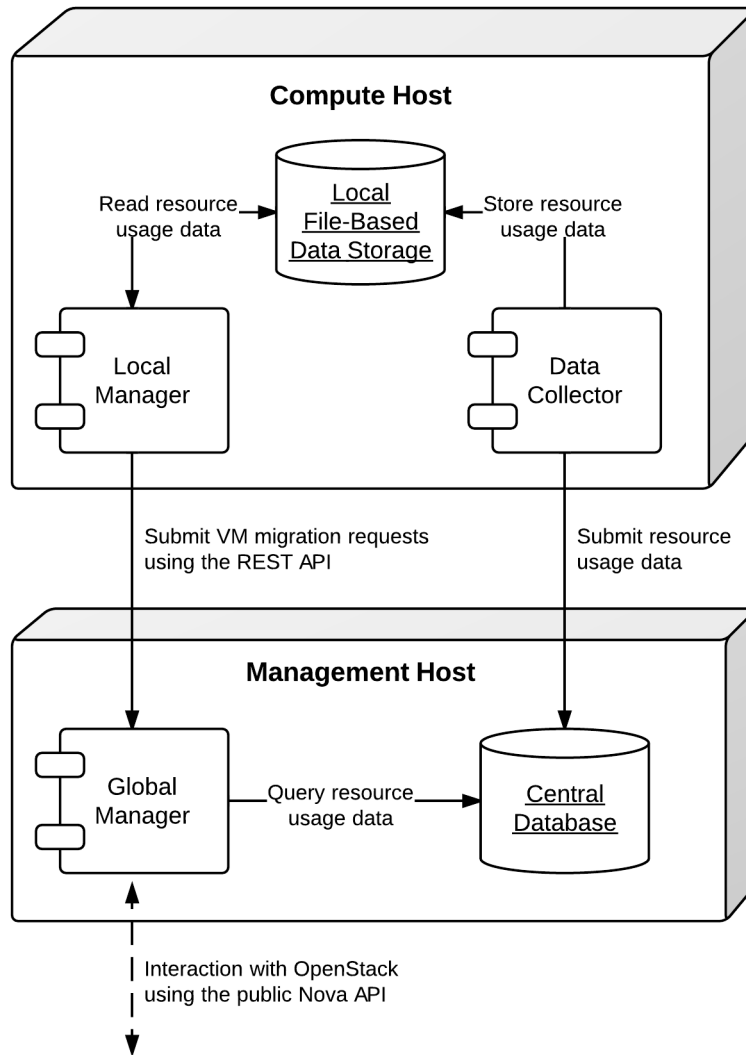 Compute Host
Local
File-Based
Data Storage
Read resource
usage data
Store resource
usage data
Local
Manager
Data
Collector
Submit VM migration requests
using the REST API
Submit resource
usage data
Management Host
Global
Manager
Query resource
usage data
Central
Database
Interaction with OpenStack
using the public Nova API